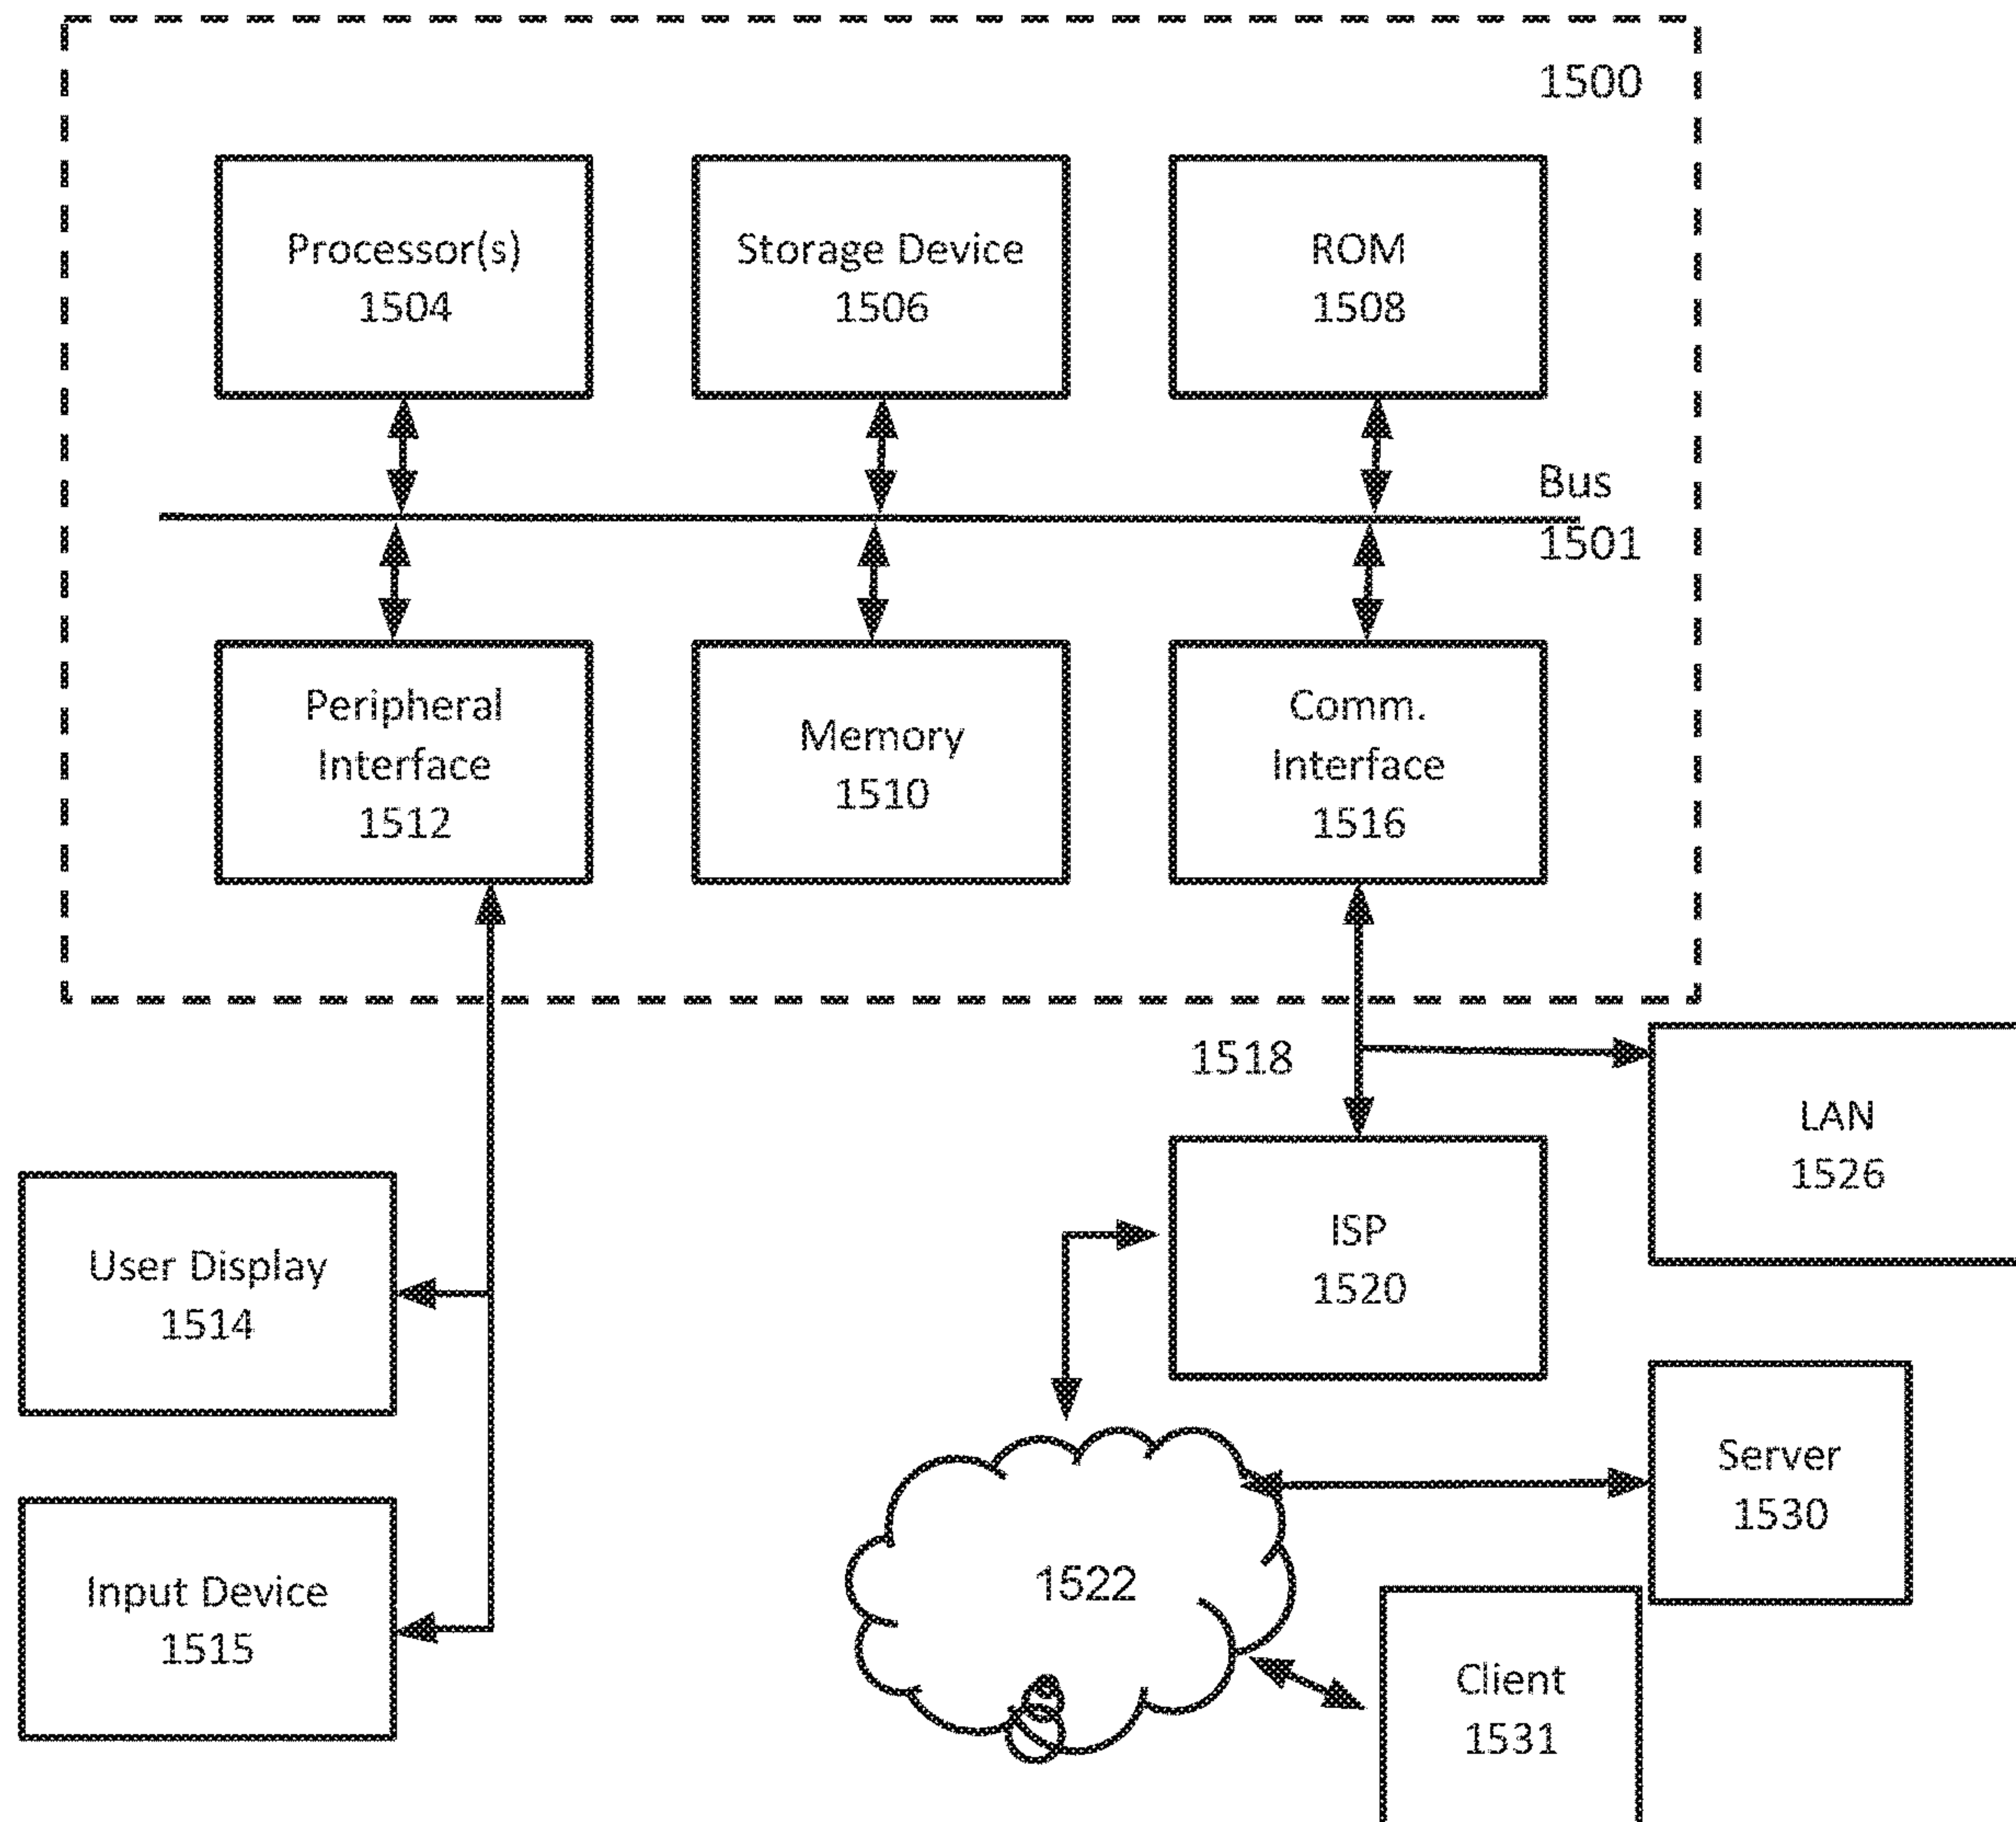 1500
Processor(s)
1504
Storage Device
1506
ROM
1508
Bus
1501
Peripheral
Interface
1512
Memory
1510
Comm.
Interface
1516
1518
LAN
1526
ISP
1520
User Display
1514
Server
1530
Input Device
1515
1522
Client
1531